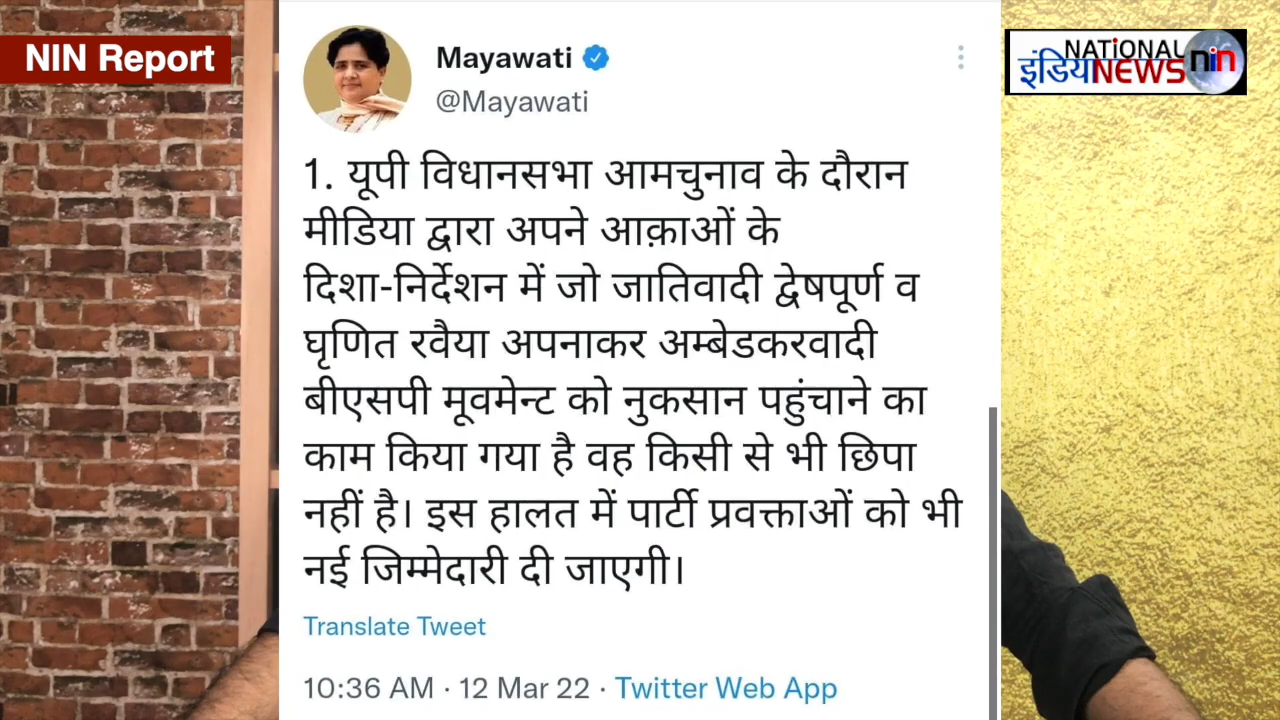 NIN Report
NATiONAL
इंडिया NEWS nin
Mayawati
@Mayawati
1. यूपी विधानसभा आमचुनाव के दौरान
मीडिया द्वारा अपने आक़ाओं के
दिशा-निर्देशन में जो जातिवादी द्वेषपूर्ण व
घृणित रवैया अपनाकर अम्बेडकरवादी
बीएसपी मूवमेन्ट को नुकसान पहुंचाने का
काम किया गया है वह किसी से भी छिपा
नहीं है। इस हालत में पार्टी प्रवक्ताओं को भी
नई जिम्मेदारी दी जाएगी।
Translate Tweet
10:36 AM · 12 Mar 22 · Twitter Web App